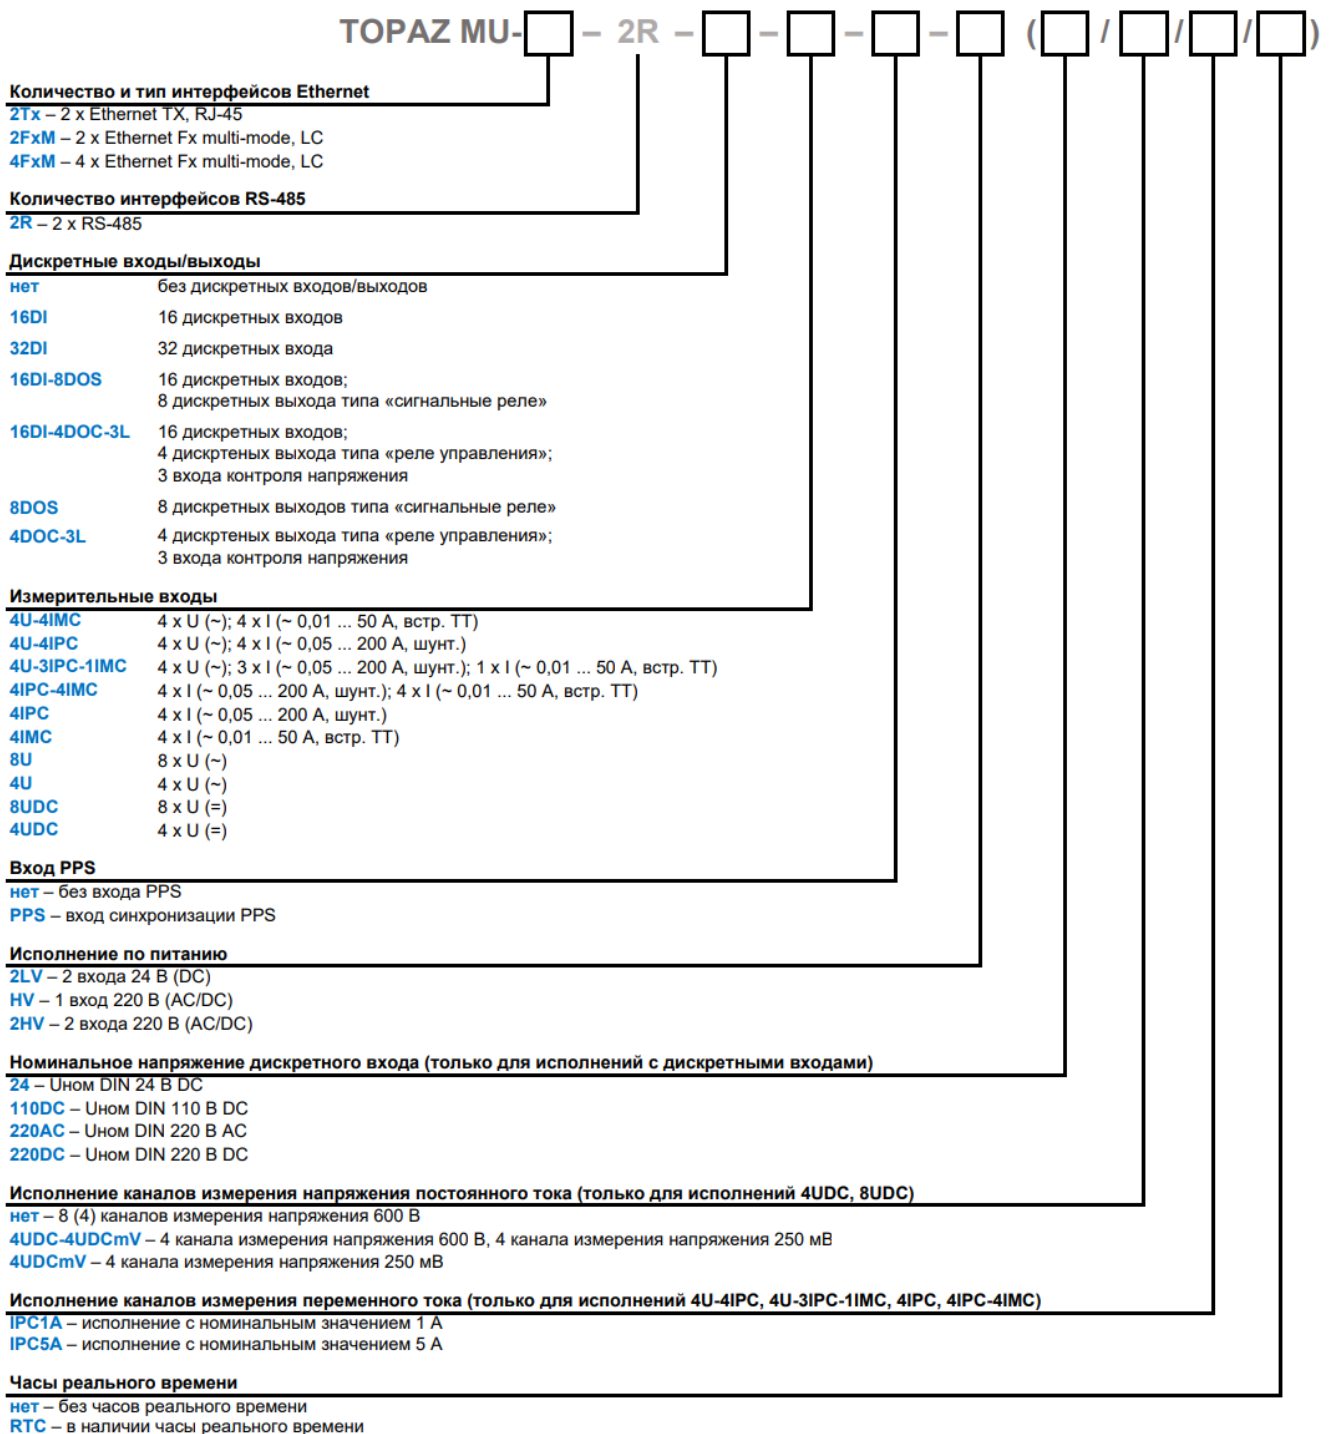 TOPAZ MU- – 2R – – – – ( / / / )
Количество и тип интерфейсов Ethernet
2Tx – 2 x Ethernet TX, RJ-45
2FxM – 2 x Ethernet Fx multi-mode, LC
4FxM – 4 x Ethernet Fx multi-mode, LC
Количество интерфейсов RS-485
2R – 2 x RS-485
Дискретные входы/выходы
нет без дискретных входов/выходов
16DI 16 дискретных входов
32DI 32 дискретных входа
16DI-8DOS 16 дискретных входов;
8 дискретных выхода типа «сигнальные реле»
16DI-4DOC-3L 16 дискретных входов;
4 дискртеных выхода типа «реле управления»;
3 входа контроля напряжения
8DOS 8 дискретных выходов типа «сигнальные реле»
4DOC-3L 4 дискртеных выхода типа «реле управления»;
3 входа контроля напряжения
Измерительные входы
4U-4IMC 4 x U (~); 4 x I (~ 0,01 ... 50 А, встр. ТТ)
4U-4IPC 4 x U (~); 4 x I (~ 0,05 ... 200 А, шунт.)
4U-3IPC-1IMC 4 x U (~); 3 x I (~ 0,05 ... 200 А, шунт.); 1 x I (~ 0,01 ... 50 А, встр. ТТ)
4IPC-4IMC 4 x I (~ 0,05 ... 200 А, шунт.); 4 x I (~ 0,01 ... 50 А, встр. ТТ)
4IPC 4 x I (~ 0,05 ... 200 А, шунт.)
4IMC 4 x I (~ 0,01 ... 50 А, встр. ТТ)
8U 8 x U (~)
4U 4 x U (~)
8UDC 8 x U (=)
4UDC 4 x U (=)
Вход PPS
нет – без входа PPS
PPS – вход синхронизации PPS
Исполнение по питанию
2LV – 2 входа 24 В (DC)
HV – 1 вход 220 В (AC/DC)
2HV – 2 входа 220 В (AC/DC)
Номинальное напряжение дискретного входа (только для исполнений с дискретными входами)
24 – Uном DIN 24 В DC
110DC – Uном DIN 110 В DC
220AC – Uном DIN 220 В AC
220DC – Uном DIN 220 В DC
Исполнение каналов измерения напряжения постоянного тока (только для исполнений 4UDC, 8UDC)
нет – 8 (4) каналов измерения напряжения 600 В
4UDC-4UDCmV – 4 канала измерения напряжения 600 В, 4 канала измерения напряжения 250 мВ
4UDCmV – 4 канала измерения напряжения 250 мВ
Исполнение каналов измерения переменного тока (только для исполнений 4U-4IPC, 4U-3IPC-1IMC, 4IPC, 4IPC-4IMC)
IPC1A – исполнение с номинальным значением 1 А
IPC5A – исполнение с номинальным значением 5 А
Часы реального времени
нет – без часов реального времени
RTC – в наличии часы реального времени